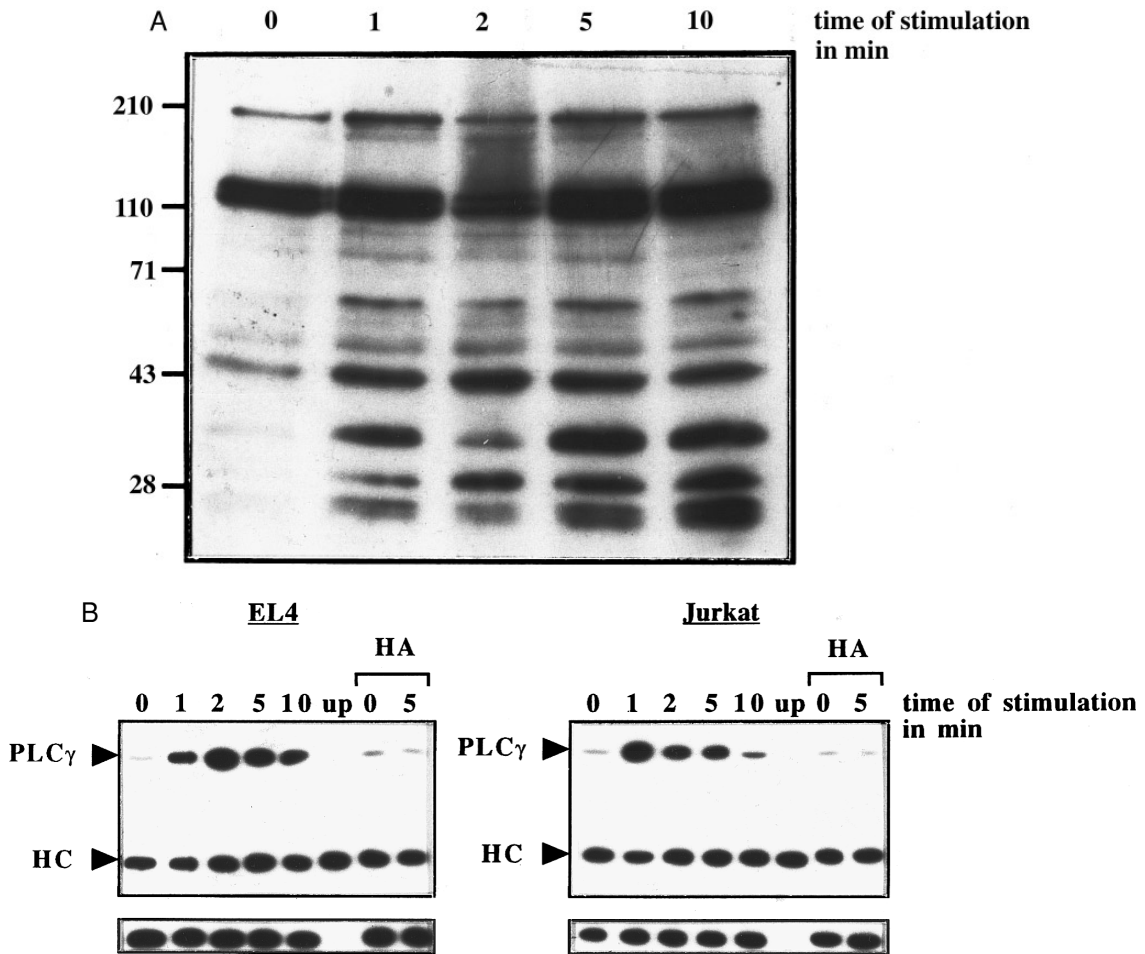 A 0 1 2 5 10 time of stimulation
in min
210
110
71
43
28
B EL4 Jurkat
HA HA
0 1 2 5 10 up 0 5 0 1 2 5 10 up 0 5 time of stimulation
in min
PLCγ PLCγ
HC HC